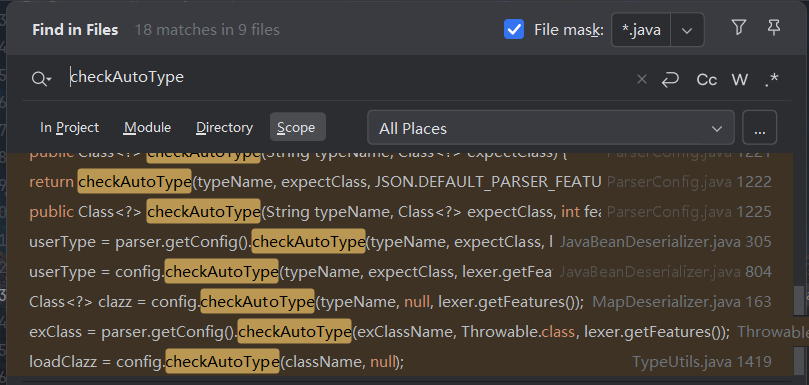 Find in Files 18 matches in 9 files File mask: *.java
checkAutoType Cc W .*
In Project Module Directory Scope All Places ...
public Class<?> checkAutoType(String typeName, Class<?> expectClass) { ParserConfig.java 1221
return checkAutoType(typeName, expectClass, JSON.DEFAULT_PARSER_FEATU ParserConfig.java 1222
public Class<?> checkAutoType(String typeName, Class<?> expectClass, int fea ParserConfig.java 1225
userType = parser.getConfig().checkAutoType(typeName, expectClass, l JavaBeanDeserializer.java 305
userType = config.checkAutoType(typeName, expectClass, lexer.getFeat JavaBeanDeserializer.java 804
Class<?> clazz = config.checkAutoType(typeName, null, lexer.getFeatures()); MapDeserializer.java 163
exClass = parser.getConfig().checkAutoType(exClassName, Throwable.class, lexer.getFeatures()); Throwable
loadClazz = config.checkAutoType(className, null); TypeUtils.java 1419